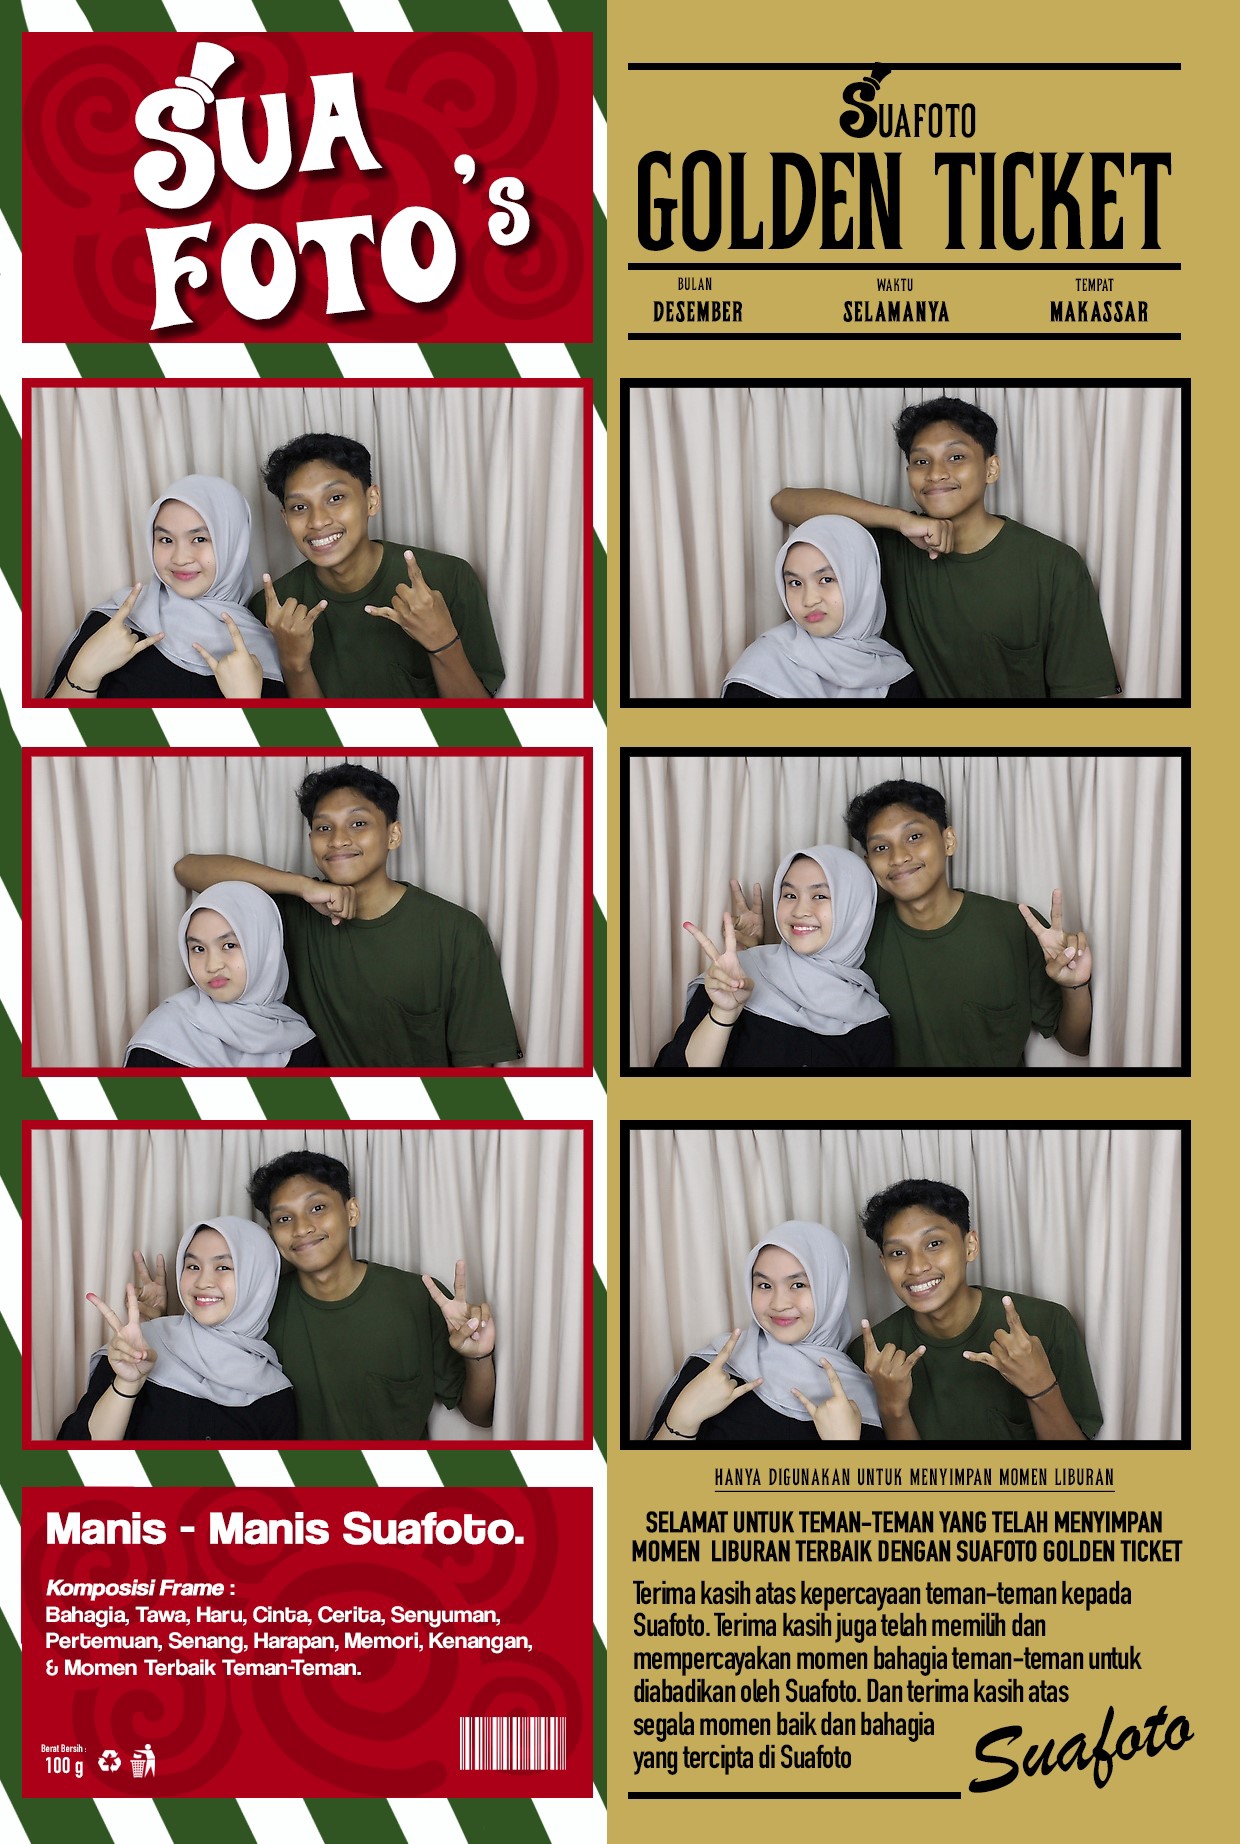 SUA
FOTO's
Manis - Manis Suafoto.
Komposisi Frame :
Bahagia, Tawa, Haru, Cinta, Cerita, Senyuman,
Pertemuan, Senang, Harapan, Memori, Kenangan,
& Momen Terbaik Teman-Teman.
Berat Bersih :
100 g
SUAFOTO
GOLDEN TICKET
BULAN WAKTU TEMPAT
DESEMBER SELAMANYA MAKASSAR
HANYA DIGUNAKAN UNTUK MENYIMPAN MOMEN LIBURAN
SELAMAT UNTUK TEMAN-TEMAN YANG TELAH MENYIMPAN
MOMEN LIBURAN TERBAIK DENGAN SUAFOTO GOLDEN TICKET
Terima kasih atas kepercayaan teman-teman kepada
Suafoto. Terima kasih juga telah memilih dan
mempercayakan momen bahagia teman-teman untuk
diabadikan oleh Suafoto. Dan terima kasih atas
segala momen baik dan bahagia
yang tercipta di Suafoto
Suafoto